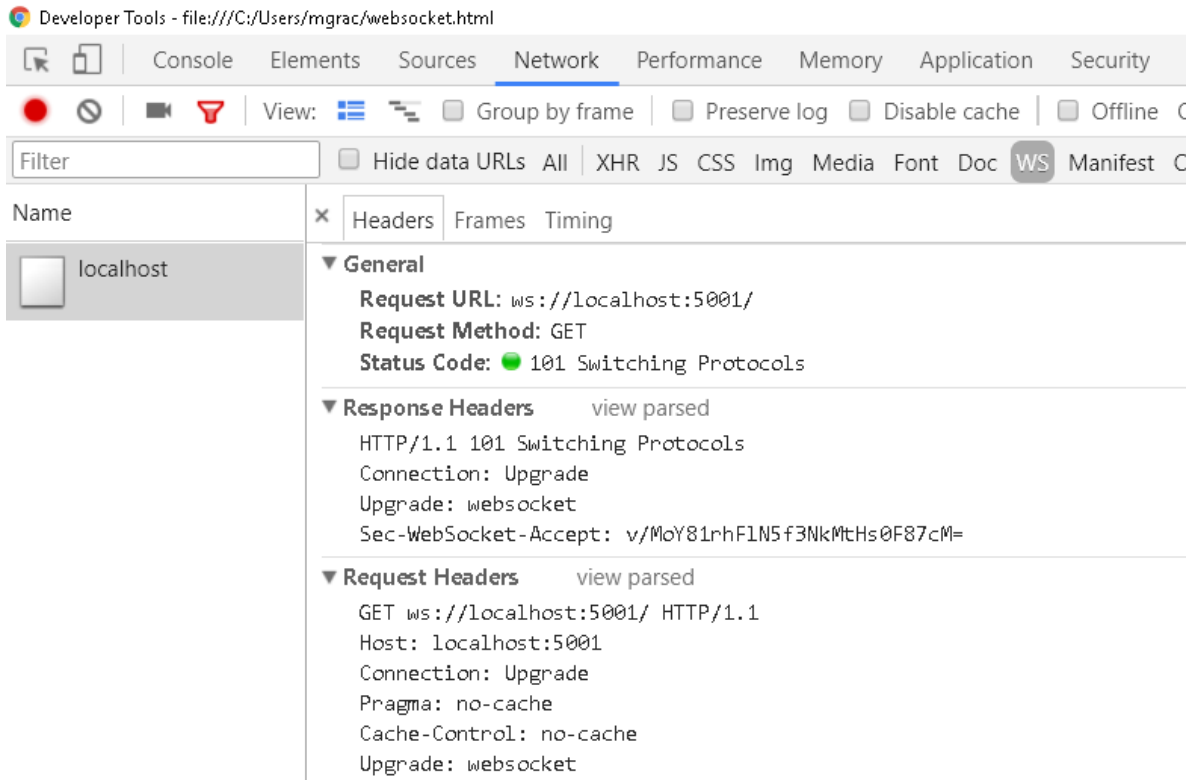 Developer Tools - file:///C:/Users/mgrac/websocket.html
Console Elements Sources Network Performance Memory Application Security
View: Group by frame Preserve log Disable cache Offline
Filter Hide data URLs All XHR JS CSS Img Media Font Doc WS Manifest
Name
Headers Frames Timing
localhost
General
Request URL: ws://localhost:5001/
Request Method: GET
Status Code: 101 Switching Protocols
Response Headers view parsed
HTTP/1.1 101 Switching Protocols
Connection: Upgrade
Upgrade: websocket
Sec-WebSocket-Accept: v/MoY81rhFlN5f3NkMtHs0F87cM=
Request Headers view parsed
GET ws://localhost:5001/ HTTP/1.1
Host: localhost:5001
Connection: Upgrade
Pragma: no-cache
Cache-Control: no-cache
Upgrade: websocket